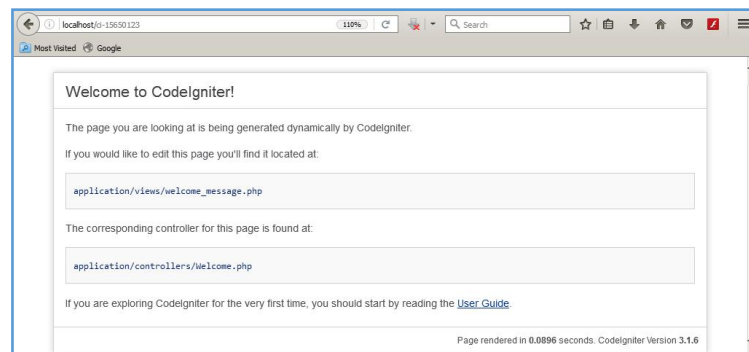 localhost/ci-15650123
110%
Search
Most Visited
Google
Welcome to CodeIgniter!
The page you are looking at is being generated dynamically by CodeIgniter.
If you would like to edit this page you'll find it located at:
application/views/welcome_message.php
The corresponding controller for this page is found at:
application/controllers/Welcome.php
If you are exploring CodeIgniter for the very first time, you should start by reading the User Guide.
Page rendered in 0.0896 seconds. CodeIgniter Version 3.1.6